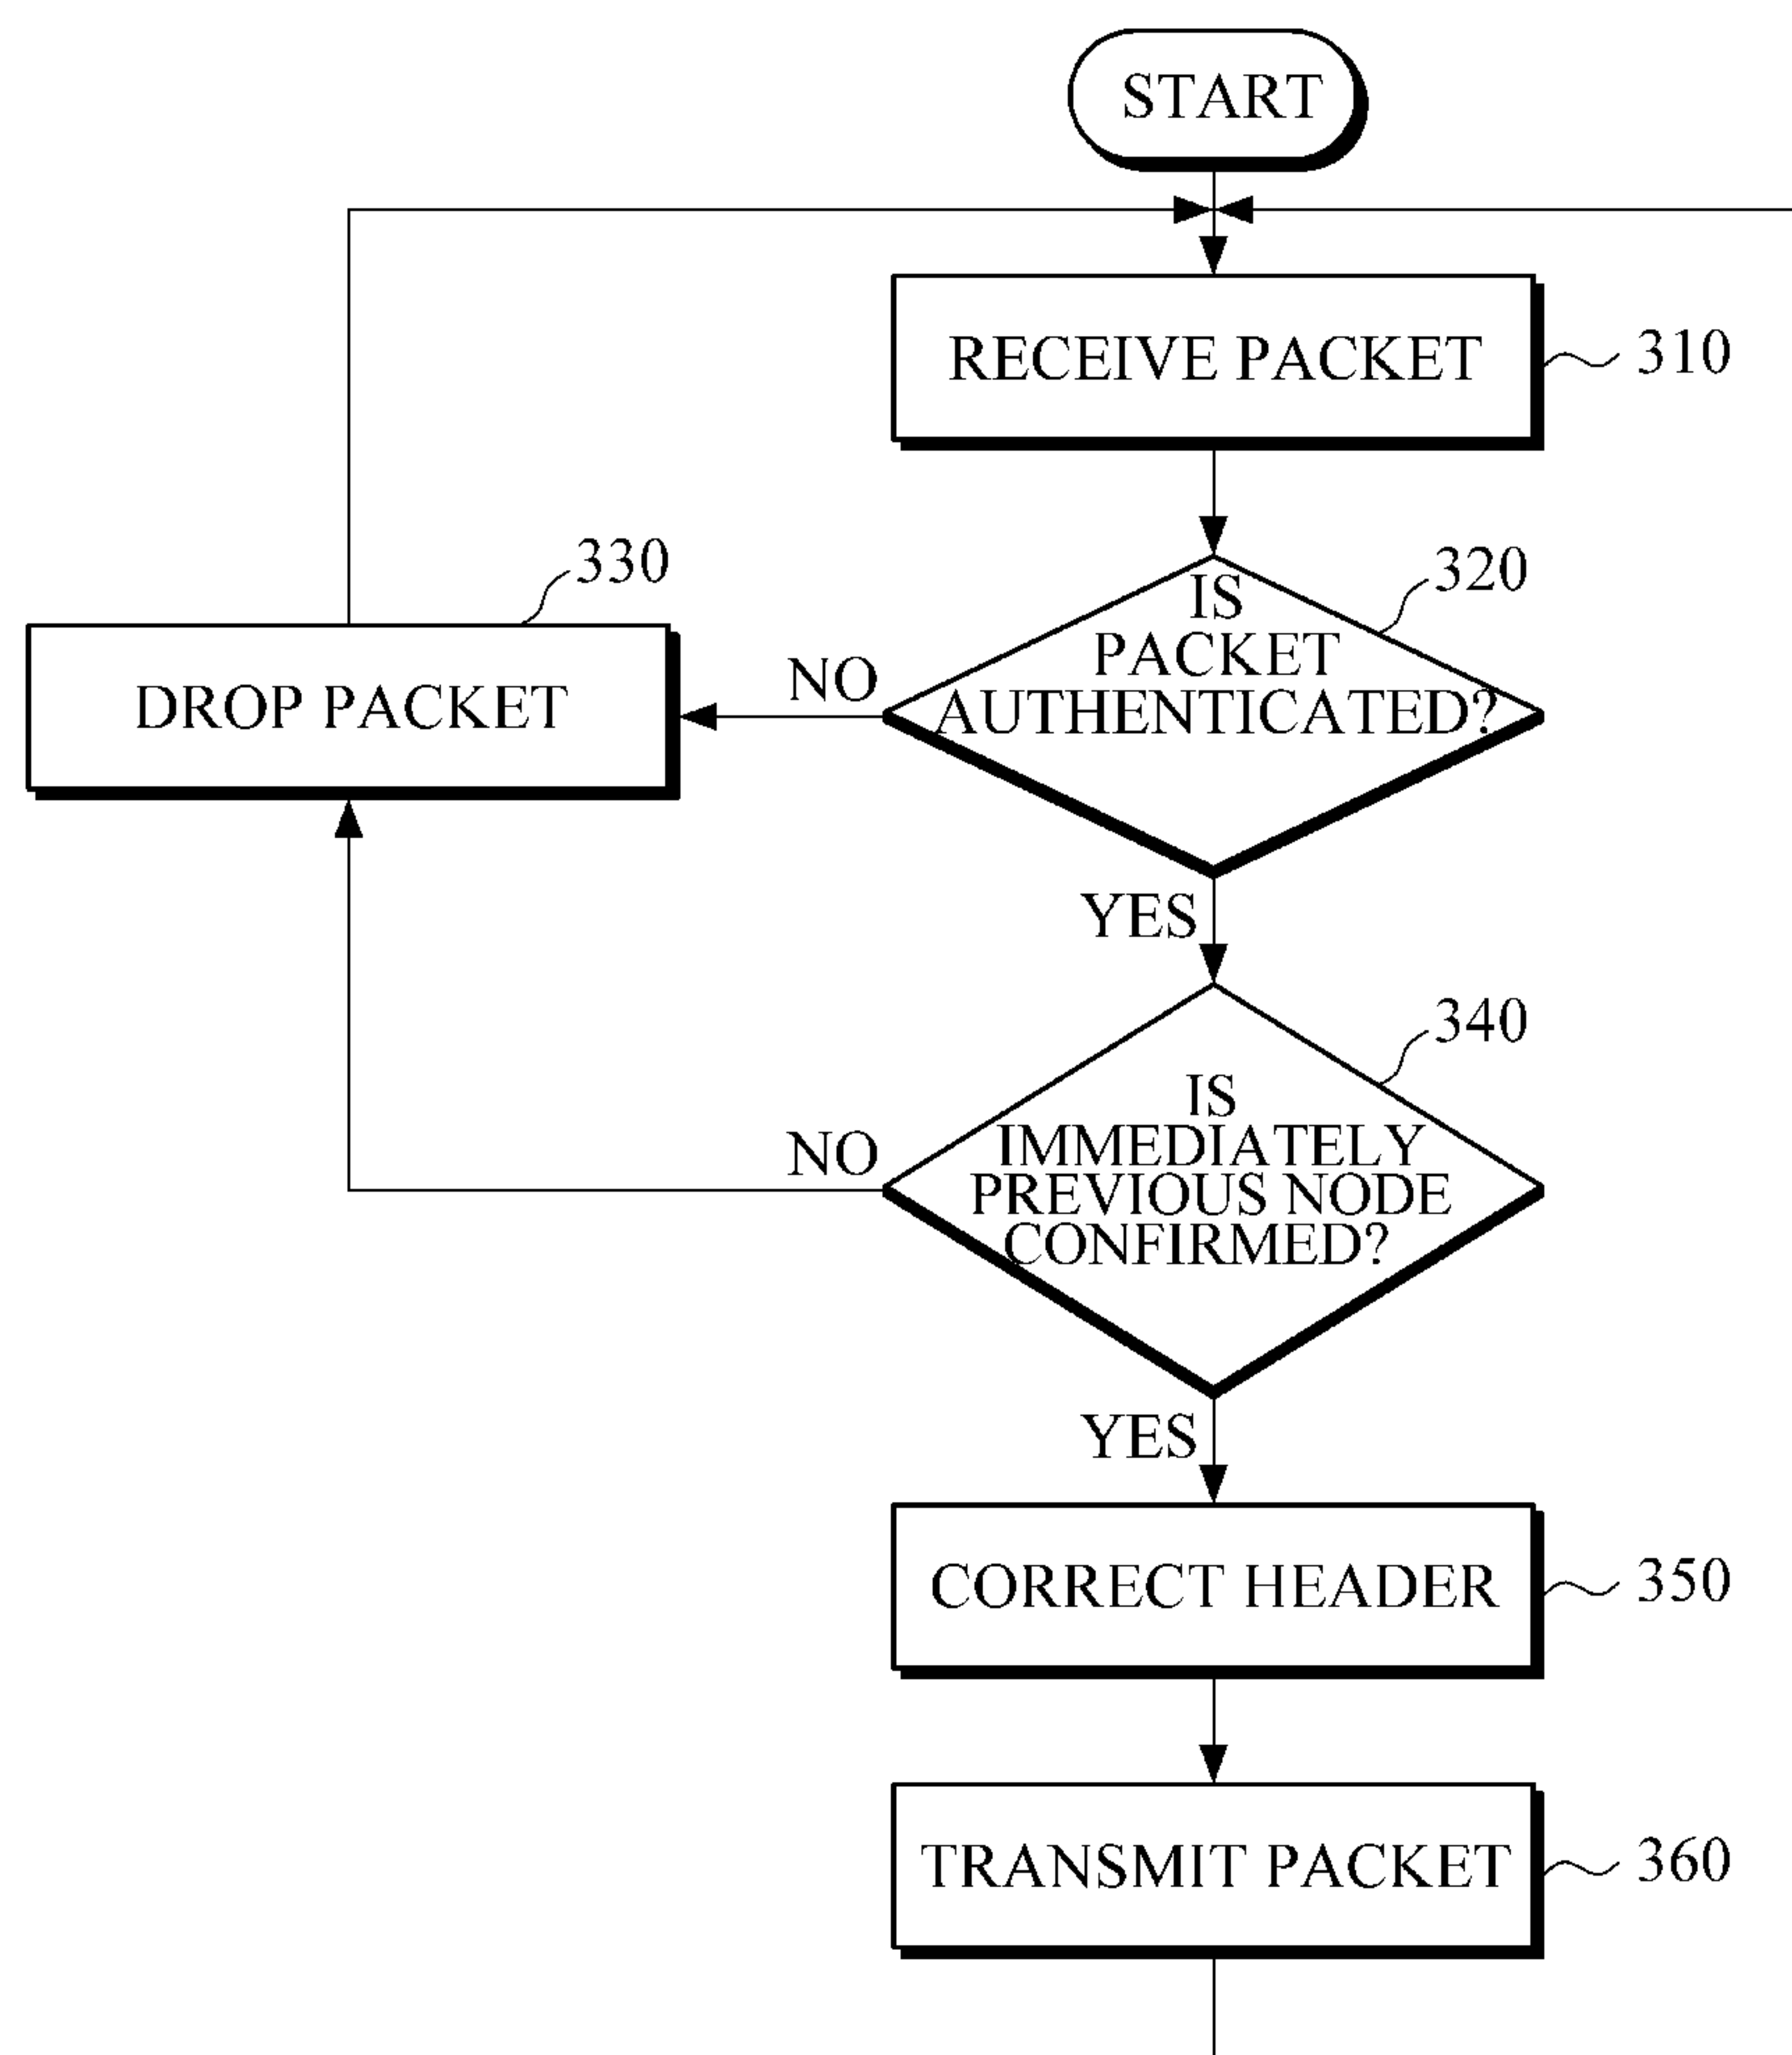 START
RECEIVE PACKET
310
330
320
IS
PACKET
AUTHENTICATED?
NO
DROP PACKET
YES
340
IS
IMMEDIATELY
PREVIOUS NODE
CONFIRMED?
NO
YES
CORRECT HEADER
350
TRANSMIT PACKET
360